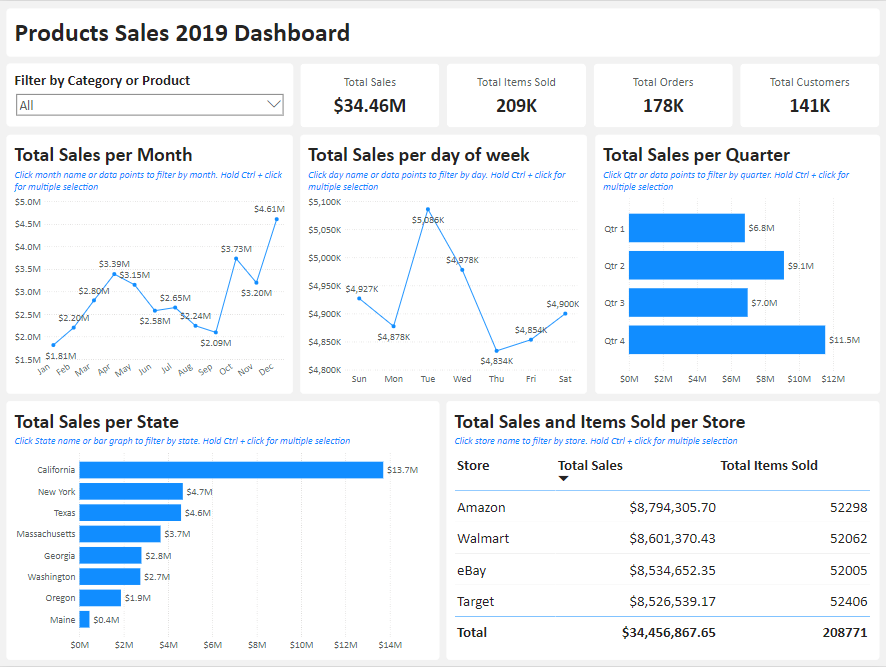 Products Sales 2019 Dashboard
Filter by Category or Product
All
Total Sales
$34.46M
Total Items Sold
209K
Total Orders
178K
Total Customers
141K
Total Sales per Month
Click month name or data points to filter by month. Hold Ctrl + click
for multiple selection
$5.0M
$4.5M
$4.0M
$3.5M
$3.0M
$2.5M
$2.0M
$1.5M
$1.81M
$2.20M
$2.80M
$3.39M
$3.15M
$2.58M
$2.65M
$2.24M
$2.09M
$3.73M
$3.20M
$4.61M
Jan Feb Mar Apr May Jun Jul Aug Sep Oct Nov Dec
Total Sales per day of week
Click day name or data points to filter by day. Hold Ctrl + click for
multiple selection
$5,100K
$5,050K
$5,000K
$4,950K
$4,900K
$4,850K
$4,800K
$4,927K
$4,878K
$5,086K
$4,978K
$4,834K
$4,854K
$4,900K
Sun Mon Tue Wed Thu Fri Sat
Total Sales per Quarter
Click Qtr or data points to filter by quarter. Hold Ctrl + click for
multiple selection
Qtr 1 $6.8M
Qtr 2 $9.1M
Qtr 3 $7.0M
Qtr 4 $11.5M
$0M $2M $4M $6M $8M $10M $12M
Total Sales per State
Click State name or bar graph to filter by state. Hold Ctrl + click for multiple selection
California $13.7M
New York $4.7M
Texas $4.6M
Massachusetts $3.7M
Georgia $2.8M
Washington $2.7M
Oregon $1.9M
Maine $0.4M
$0M $2M $4M $6M $8M $10M $12M $14M
Total Sales and Items Sold per Store
Click store name to filter by store. Hold Ctrl + click for multiple selection
Store Total Sales Total Items Sold
Amazon $8,794,305.70 52298
Walmart $8,601,370.43 52062
eBay $8,534,652.35 52005
Target $8,526,539.17 52406
Total $34,456,867.65 208771